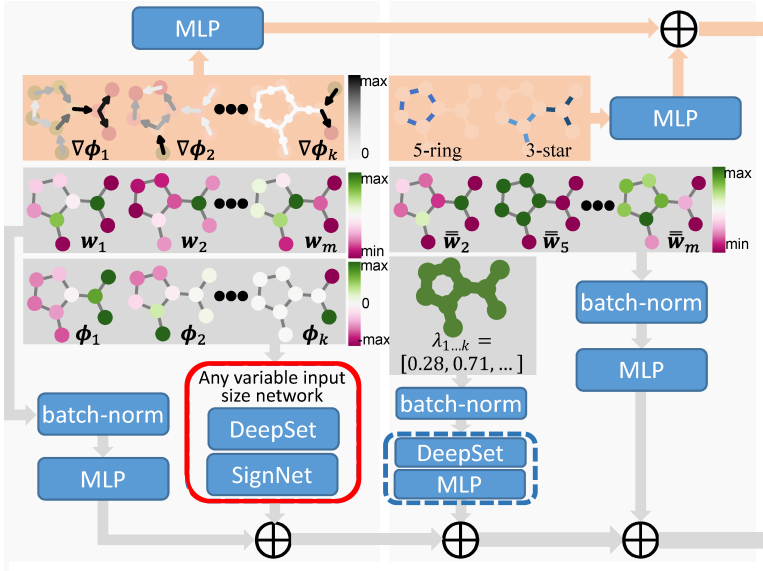 MLP
max
0
∇ϕ₁
∇ϕ₂
∇ϕₖ
5-ring
3-star
MLP
max
min
w₁
w₂
wₘ
max
min
w̿₂
w̿₅
w̿ₘ
max
0
-max
ϕ₁
ϕ₂
ϕₖ
λ₁…ₖ =
[0.28, 0.71, … ]
batch-norm
MLP
Any variable input
size network
DeepSet
SignNet
batch-norm
MLP
batch-norm
DeepSet
MLP